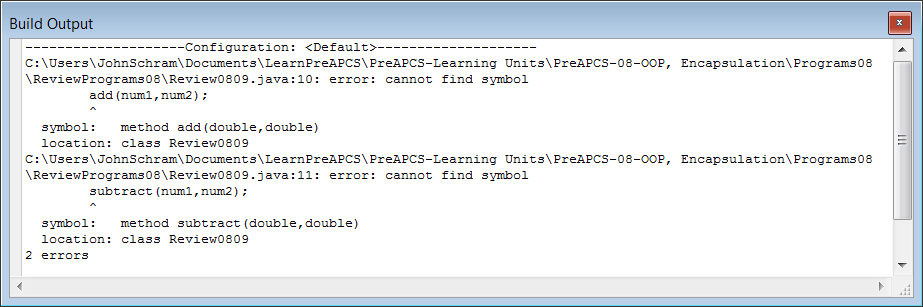 Build Output
--------------------Configuration: <Default>--------------------
C:\Users\JohnSchram\Documents\LearnPreAPCS\PreAPCS-Learning Units\PreAPCS-08-OOP, Encapsulation\Programs08
\ReviewPrograms08\Review0809.java:10: error: cannot find symbol
        add(num1,num2);
        ^
  symbol:   method add(double,double)
  location: class Review0809
C:\Users\JohnSchram\Documents\LearnPreAPCS\PreAPCS-Learning Units\PreAPCS-08-OOP, Encapsulation\Programs08
\ReviewPrograms08\Review0809.java:11: error: cannot find symbol
        subtract(num1,num2);
        ^
  symbol:   method subtract(double,double)
  location: class Review0809
2 errors